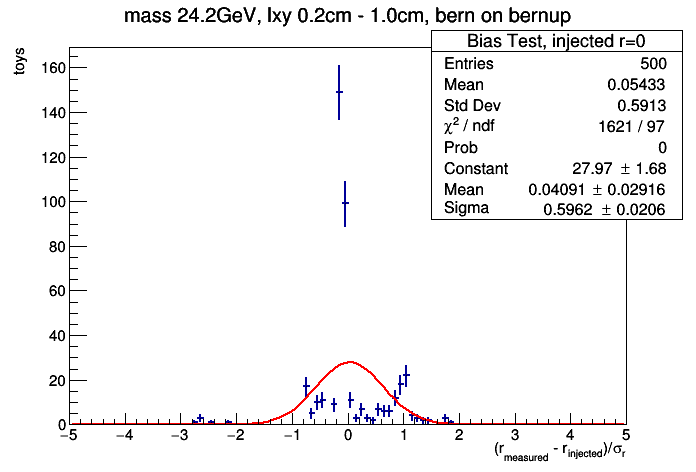 mass 24.2GeV, lxy 0.2cm - 1.0cm, bern on bernup
Bias Test, injected r=0
Entries 500
Mean 0.05433
Std Dev 0.5913
χ² / ndf 1621 / 97
Prob 0
Constant 27.97 ± 1.68
Mean 0.04091 ± 0.02916
Sigma 0.5962 ± 0.0206
toys
160
140
120
100
80
60
40
20
0
−5 −4 −3 −2 −1 0 1 2 3 4 5
(r_measured - r_injected)/σ_r